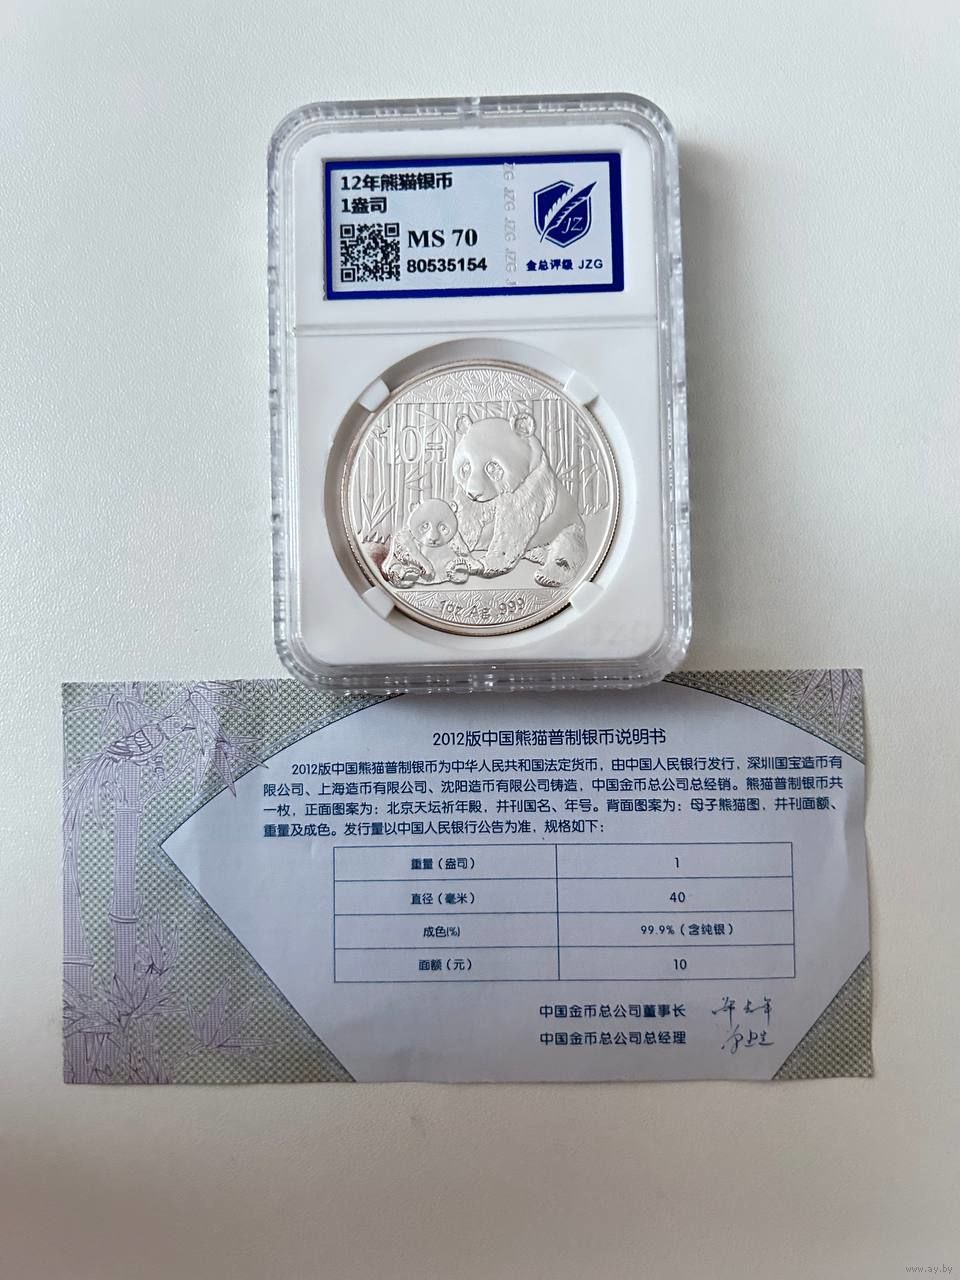 12年熊猫银币
1盎司
MS 70
80535154
JZG JZG JZG JZG J
JZ
金总评级 JZG
10元
1oz Ag .999
JZG
2012版中国熊猫普制银币说明书
2012版中国熊猫普制银币为中华人民共和国法定货币，由中国人民银行发行，深圳国宝造币有
限公司、上海造币有限公司、沈阳造币有限公司铸造，中国金币总公司总经销。熊猫普制银币共
一枚，正面图案为：北京天坛祈年殿，并刊国名、年号。背面图案为：母子熊猫图，并刊面额、
重量及成色。发行量以中国人民银行公告为准，规格如下：
重量（盎司） 1
直径（毫米） 40
成色(%) 99.9%（含纯银）
面额（元） 10
中国金币总公司董事长
中国金币总公司总经理
www.ay.by